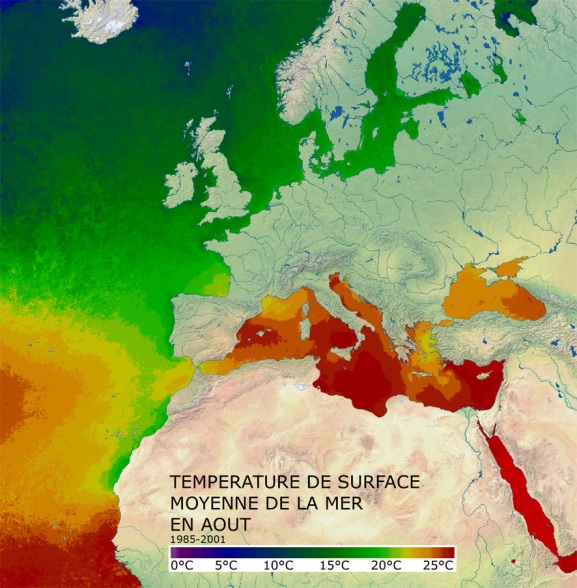 TEMPERATURE DE SURFACE
MOYENNE DE LA MER
EN AOUT
1985-2001
0°C 5°C 10°C 15°C 20°C 25°C